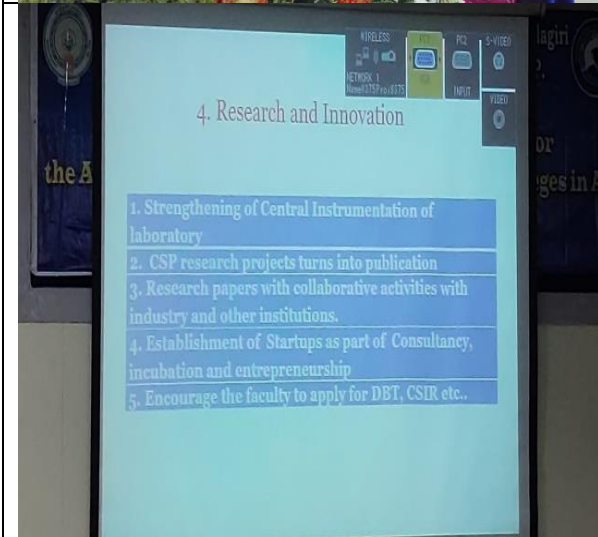 WIRELESS
NETWORK 1
PC2
INPUT
S-VIDEO
VIDEO
lagiri
4. Research and Innovation
the A
or
ges in A
1. Strengthening of Central Instrumentation of
laboratory
2. CSP research projects turns into publication
3. Research papers with collaborative activities with
industry and other institutions.
4. Establishment of Startups as part of Consultancy,
incubation and entrepreneurship
5. Encourage the faculty to apply for DBT, CSIR etc..